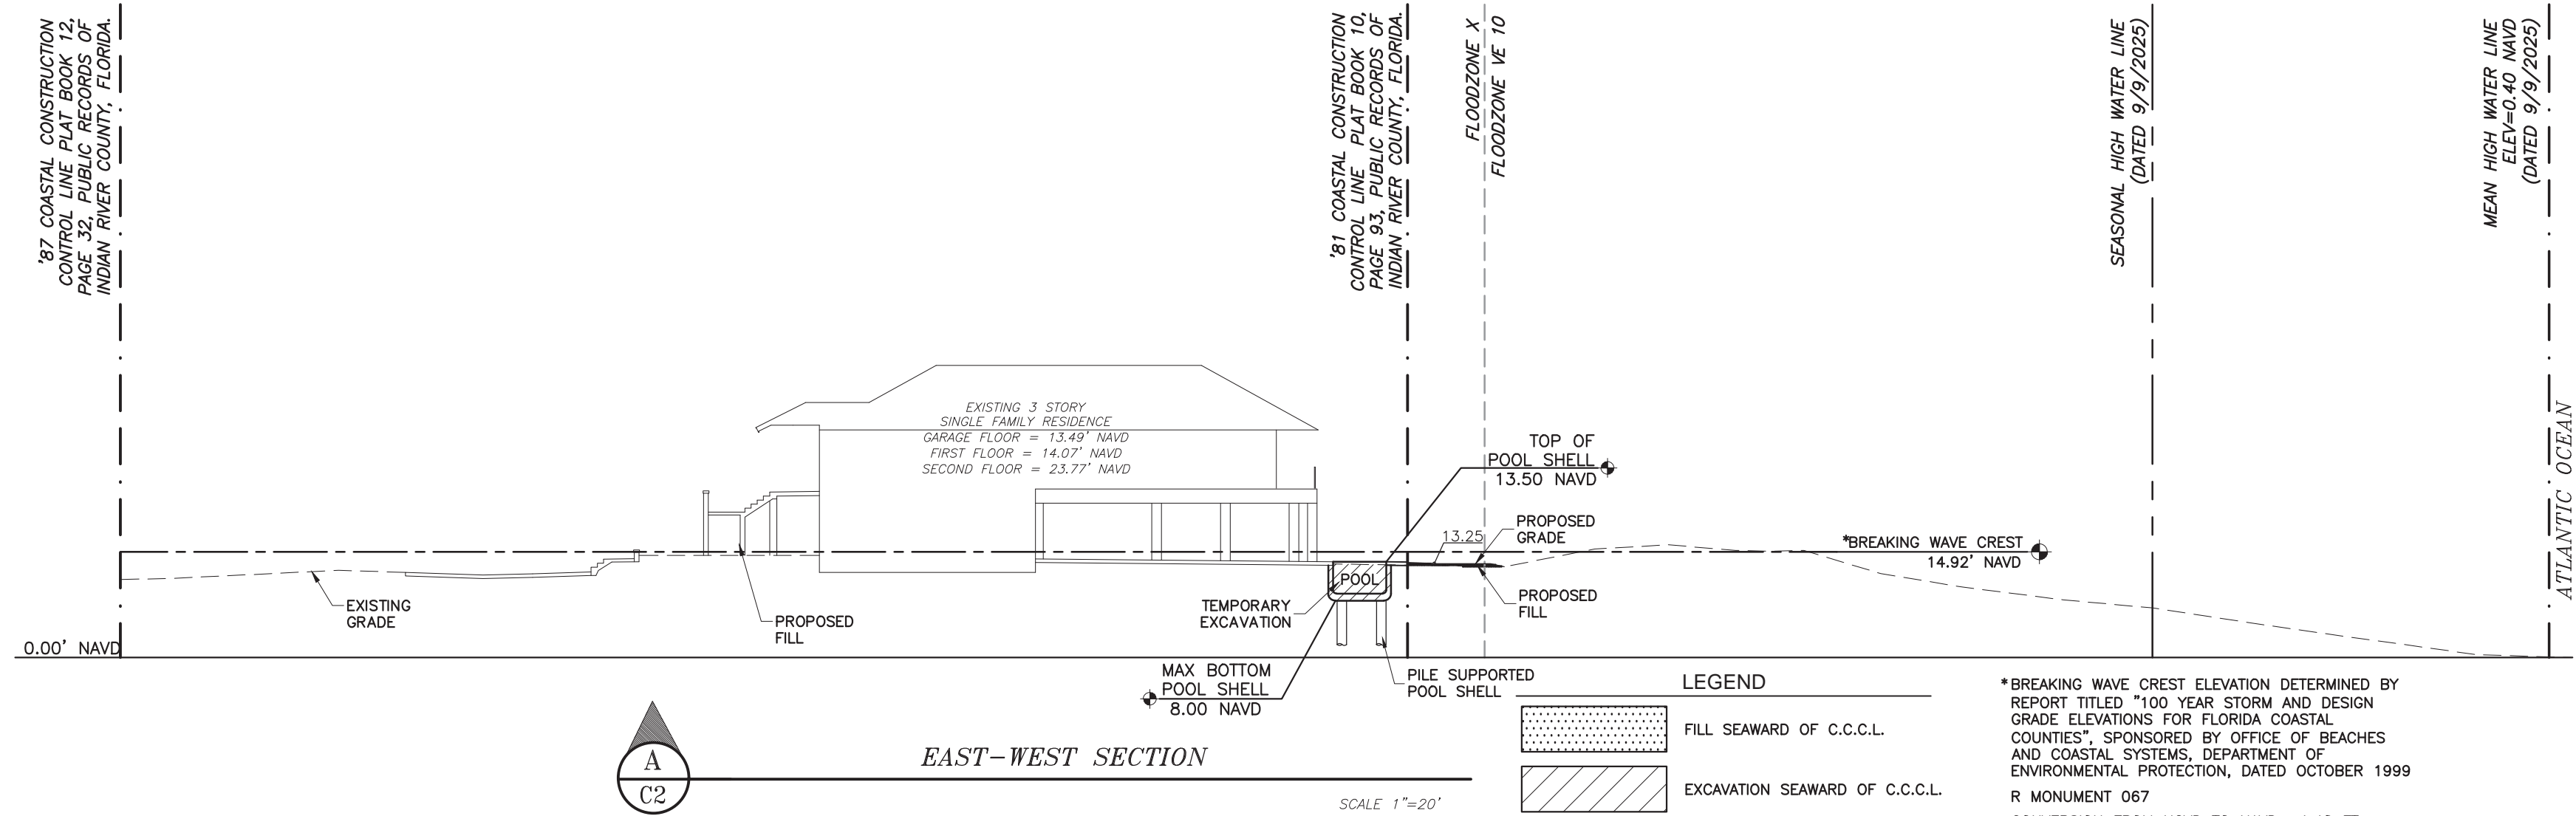 '87 COASTAL CONSTRUCTION
CONTROL LINE PLAT BOOK 12,
PAGE 32, PUBLIC RECORDS OF
INDIAN RIVER COUNTY, FLORIDA.
'81 COASTAL CONSTRUCTION
CONTROL LINE PLAT BOOK 10,
PAGE 93, PUBLIC RECORDS OF
INDIAN RIVER COUNTY, FLORIDA.
FLOODZONE X
FLOODZONE VE 10
SEASONAL HIGH WATER LINE
(DATED 9/9/2025)
MEAN HIGH WATER LINE
ELEV=0.40 NAVD
(DATED 9/9/2025)
ATLANTIC OCEAN
EXISTING 3 STORY
SINGLE FAMILY RESIDENCE
GARAGE FLOOR = 13.49' NAVD
FIRST FLOOR = 14.07' NAVD
SECOND FLOOR = 23.77' NAVD
TOP OF
POOL SHELL
13.50 NAVD
13.25
PROPOSED
GRADE
*BREAKING WAVE CREST
14.92' NAVD
POOL
EXISTING
GRADE
PROPOSED
FILL
TEMPORARY
EXCAVATION
PROPOSED
FILL
0.00' NAVD
MAX BOTTOM
POOL SHELL
8.00 NAVD
PILE SUPPORTED
POOL SHELL
LEGEND
FILL SEAWARD OF C.C.C.L.
EXCAVATION SEAWARD OF C.C.C.L.
A
C2
EAST-WEST SECTION
SCALE 1"=20'
*BREAKING WAVE CREST ELEVATION DETERMINED BY
REPORT TITLED "100 YEAR STORM AND DESIGN
GRADE ELEVATIONS FOR FLORIDA COASTAL
COUNTIES", SPONSORED BY OFFICE OF BEACHES
AND COASTAL SYSTEMS, DEPARTMENT OF
ENVIRONMENTAL PROTECTION, DATED OCTOBER 1999
R MONUMENT 067